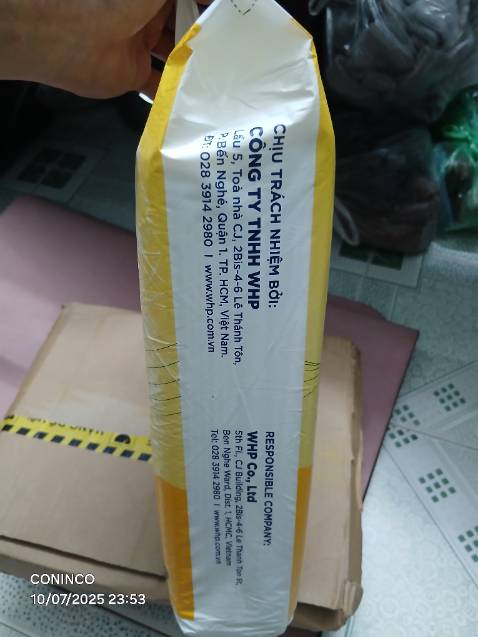 CHỊU TRÁCH NHIỆM BỞI:
CÔNG TY TNHH WHP
Lầu 5, Toà nhà CJ, 2Bis-4-6 Lê Thánh Tôn,
P.Bến Nghé, Quận 1. TP. HCM, Việt Nam.
ĐT: 028 3914 2980 | www.whp.com.vn
RESPONSIBLE COMPANY:
WHP Co., Ltd
5th Fl., CJ Building, 2Bis-4-6 Le Thanh Ton St,
Ben Nghe Ward, Dist. 1, HCMC, Vietnam
Tel: 028 3914 2980 | www.whp.com.vn
CONINCO
10/07/2025 23:53